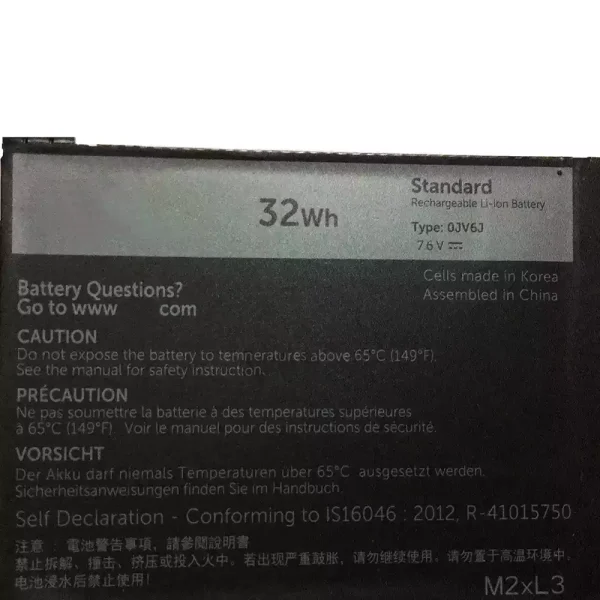 32Wh
Standard
Rechargeable Li-Ion Battery
Type: 0JV6J
7.6 V ⎓
Cells made in Korea
Assembled in China
Battery Questions?
Go to www com
CAUTION
Do not expose the battery to temperatures above 65°C (149°F).
See the manual for safety instruction.
PRÉCAUTION
Ne pas soumettre la batterie à des temperatures supérieures
à 65°C (149°F). Voir le manuel pour des instructions de sécurité.
VORSICHT
Der Akku darf niemals Temperaturen über 65°C ausgesetzt werden.
Sicherheitsanweisungen finden Sie im Handbuch.
Self Declaration - Conforming to IS16046 : 2012, R-41015750
注意 : 電池警告事項, 請參閱說明書
禁止拆解、撞击、挤压或投入火中。若出现严重鼓胀, 请勿继续使用. 请勿置于高温环境中.
电池浸水后禁止使用!
M2xL3